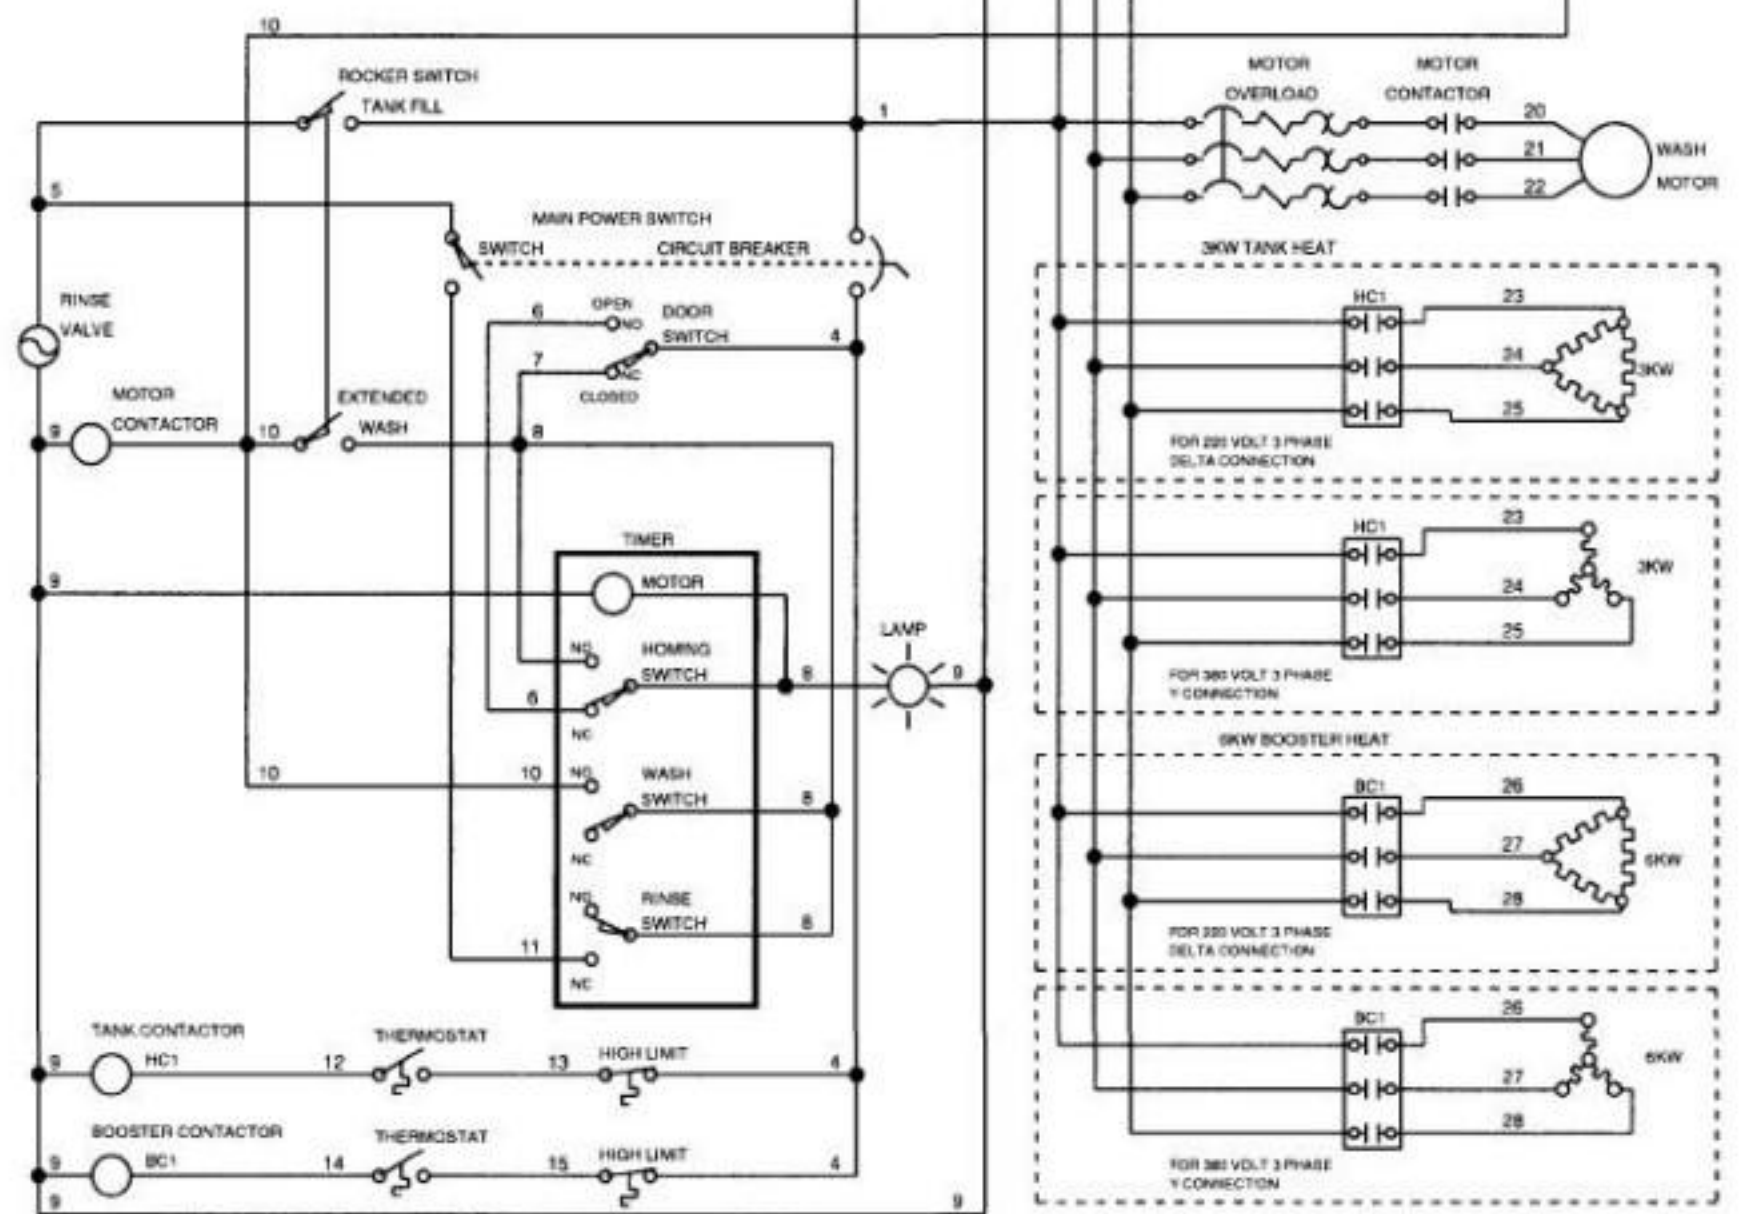 10
ROCKER SWITCH
TANK FILL
1
MOTOR
OVERLOAD
MOTOR
CONTACTOR
20
21
22
WASH
MOTOR
5
MAIN POWER SWITCH
SWITCH
CIRCUIT BREAKER
RINSE
VALVE
6
OPEN
NO
DOOR
SWITCH
4
7
NC
CLOSED
MOTOR
CONTACTOR
9
10
EXTENDED
WASH
8
TIMER
9
MOTOR
NO
HOMING
SWITCH
8
LAMP
9
6
NC
10
10
NO
WASH
SWITCH
8
NC
NO
RINSE
SWITCH
8
11
NC
TANK CONTACTOR
9
HC1
12
THERMOSTAT
13
HIGH LIMIT
4
BOOSTER CONTACTOR
9
BC1
14
THERMOSTAT
15
HIGH LIMIT
4
9
9
3KW TANK HEAT
HC1
23
24
25
3KW
FOR 220 VOLT 3 PHASE
DELTA CONNECTION
HC1
23
24
25
3KW
FOR 380 VOLT 3 PHASE
Y CONNECTION
6KW BOOSTER HEAT
BC1
26
27
28
6KW
FOR 220 VOLT 3 PHASE
DELTA CONNECTION
BC1
26
27
28
6KW
FOR 380 VOLT 3 PHASE
Y CONNECTION